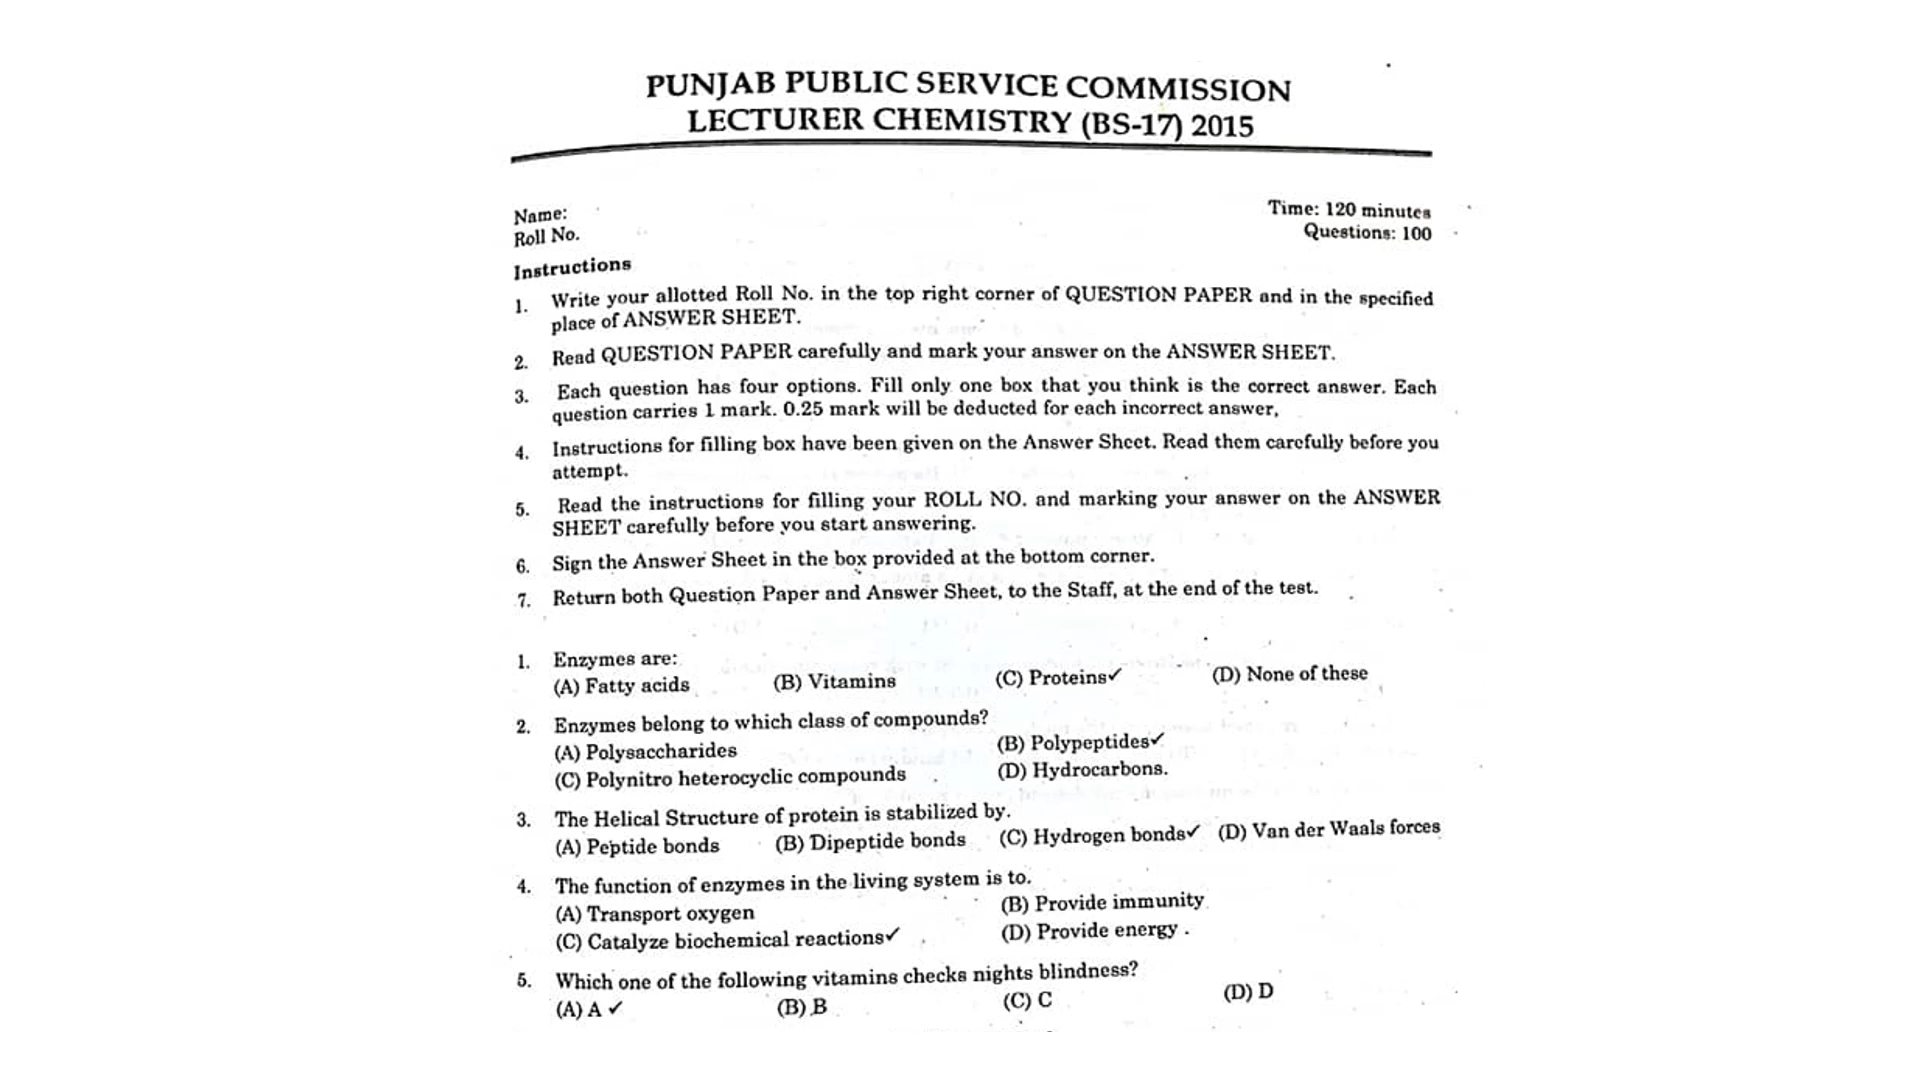 PUNJAB PUBLIC SERVICE COMMISSION
LECTURER CHEMISTRY (BS-17) 2015
Name:
Time: 120 minutes
Roll No.
Questions: 100
Instructions
1. Write your allotted Roll No. in the top right corner of QUESTION PAPER and in the specified
place of ANSWER SHEET.
2. Read QUESTION PAPER carefully and mark your answer on the ANSWER SHEET.
3. Each question has four options. Fill only one box that you think is the correct answer. Each
question carries 1 mark. 0.25 mark will be deducted for each incorrect answer,
4. Instructions for filling box have been given on the Answer Sheet. Read them carefully before you
attempt.
5. Read the instructions for filling your ROLL NO. and marking your answer on the ANSWER
SHEET carefully before you start answering.
6. Sign the Answer Sheet in the box provided at the bottom corner.
7. Return both Question Paper and Answer Sheet, to the Staff, at the end of the test.
1. Enzymes are:
(A) Fatty acids (B) Vitamins (C) Proteins✓ (D) None of these
2. Enzymes belong to which class of compounds?
(A) Polysaccharides (B) Polypeptides✓
(C) Polynitro heterocyclic compounds (D) Hydrocarbons.
3. The Helical Structure of protein is stabilized by.
(A) Peptide bonds (B) Dipeptide bonds (C) Hydrogen bonds✓ (D) Van der Waals forces
4. The function of enzymes in the living system is to.
(A) Transport oxygen (B) Provide immunity
(C) Catalyze biochemical reactions✓ (D) Provide energy .
5. Which one of the following vitamins checks nights blindness?
(A) A ✓ (B) B (C) C (D) D